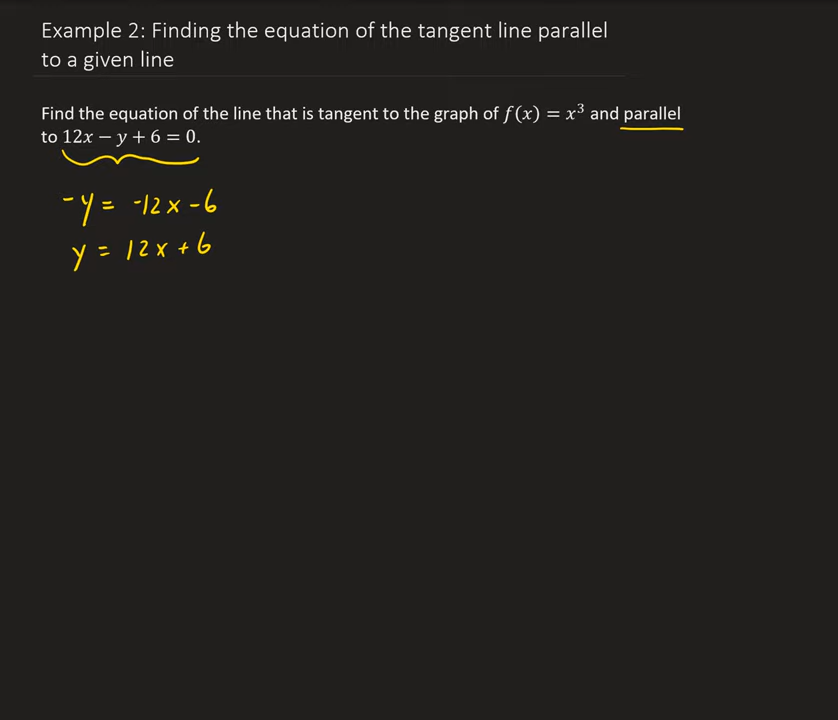 Example 2: Finding the equation of the tangent line parallel
to a given line
Find the equation of the line that is tangent to the graph of f(x) = x³ and parallel
to 12x − y + 6 = 0.
-y = -12x - 6
y = 12x + 6